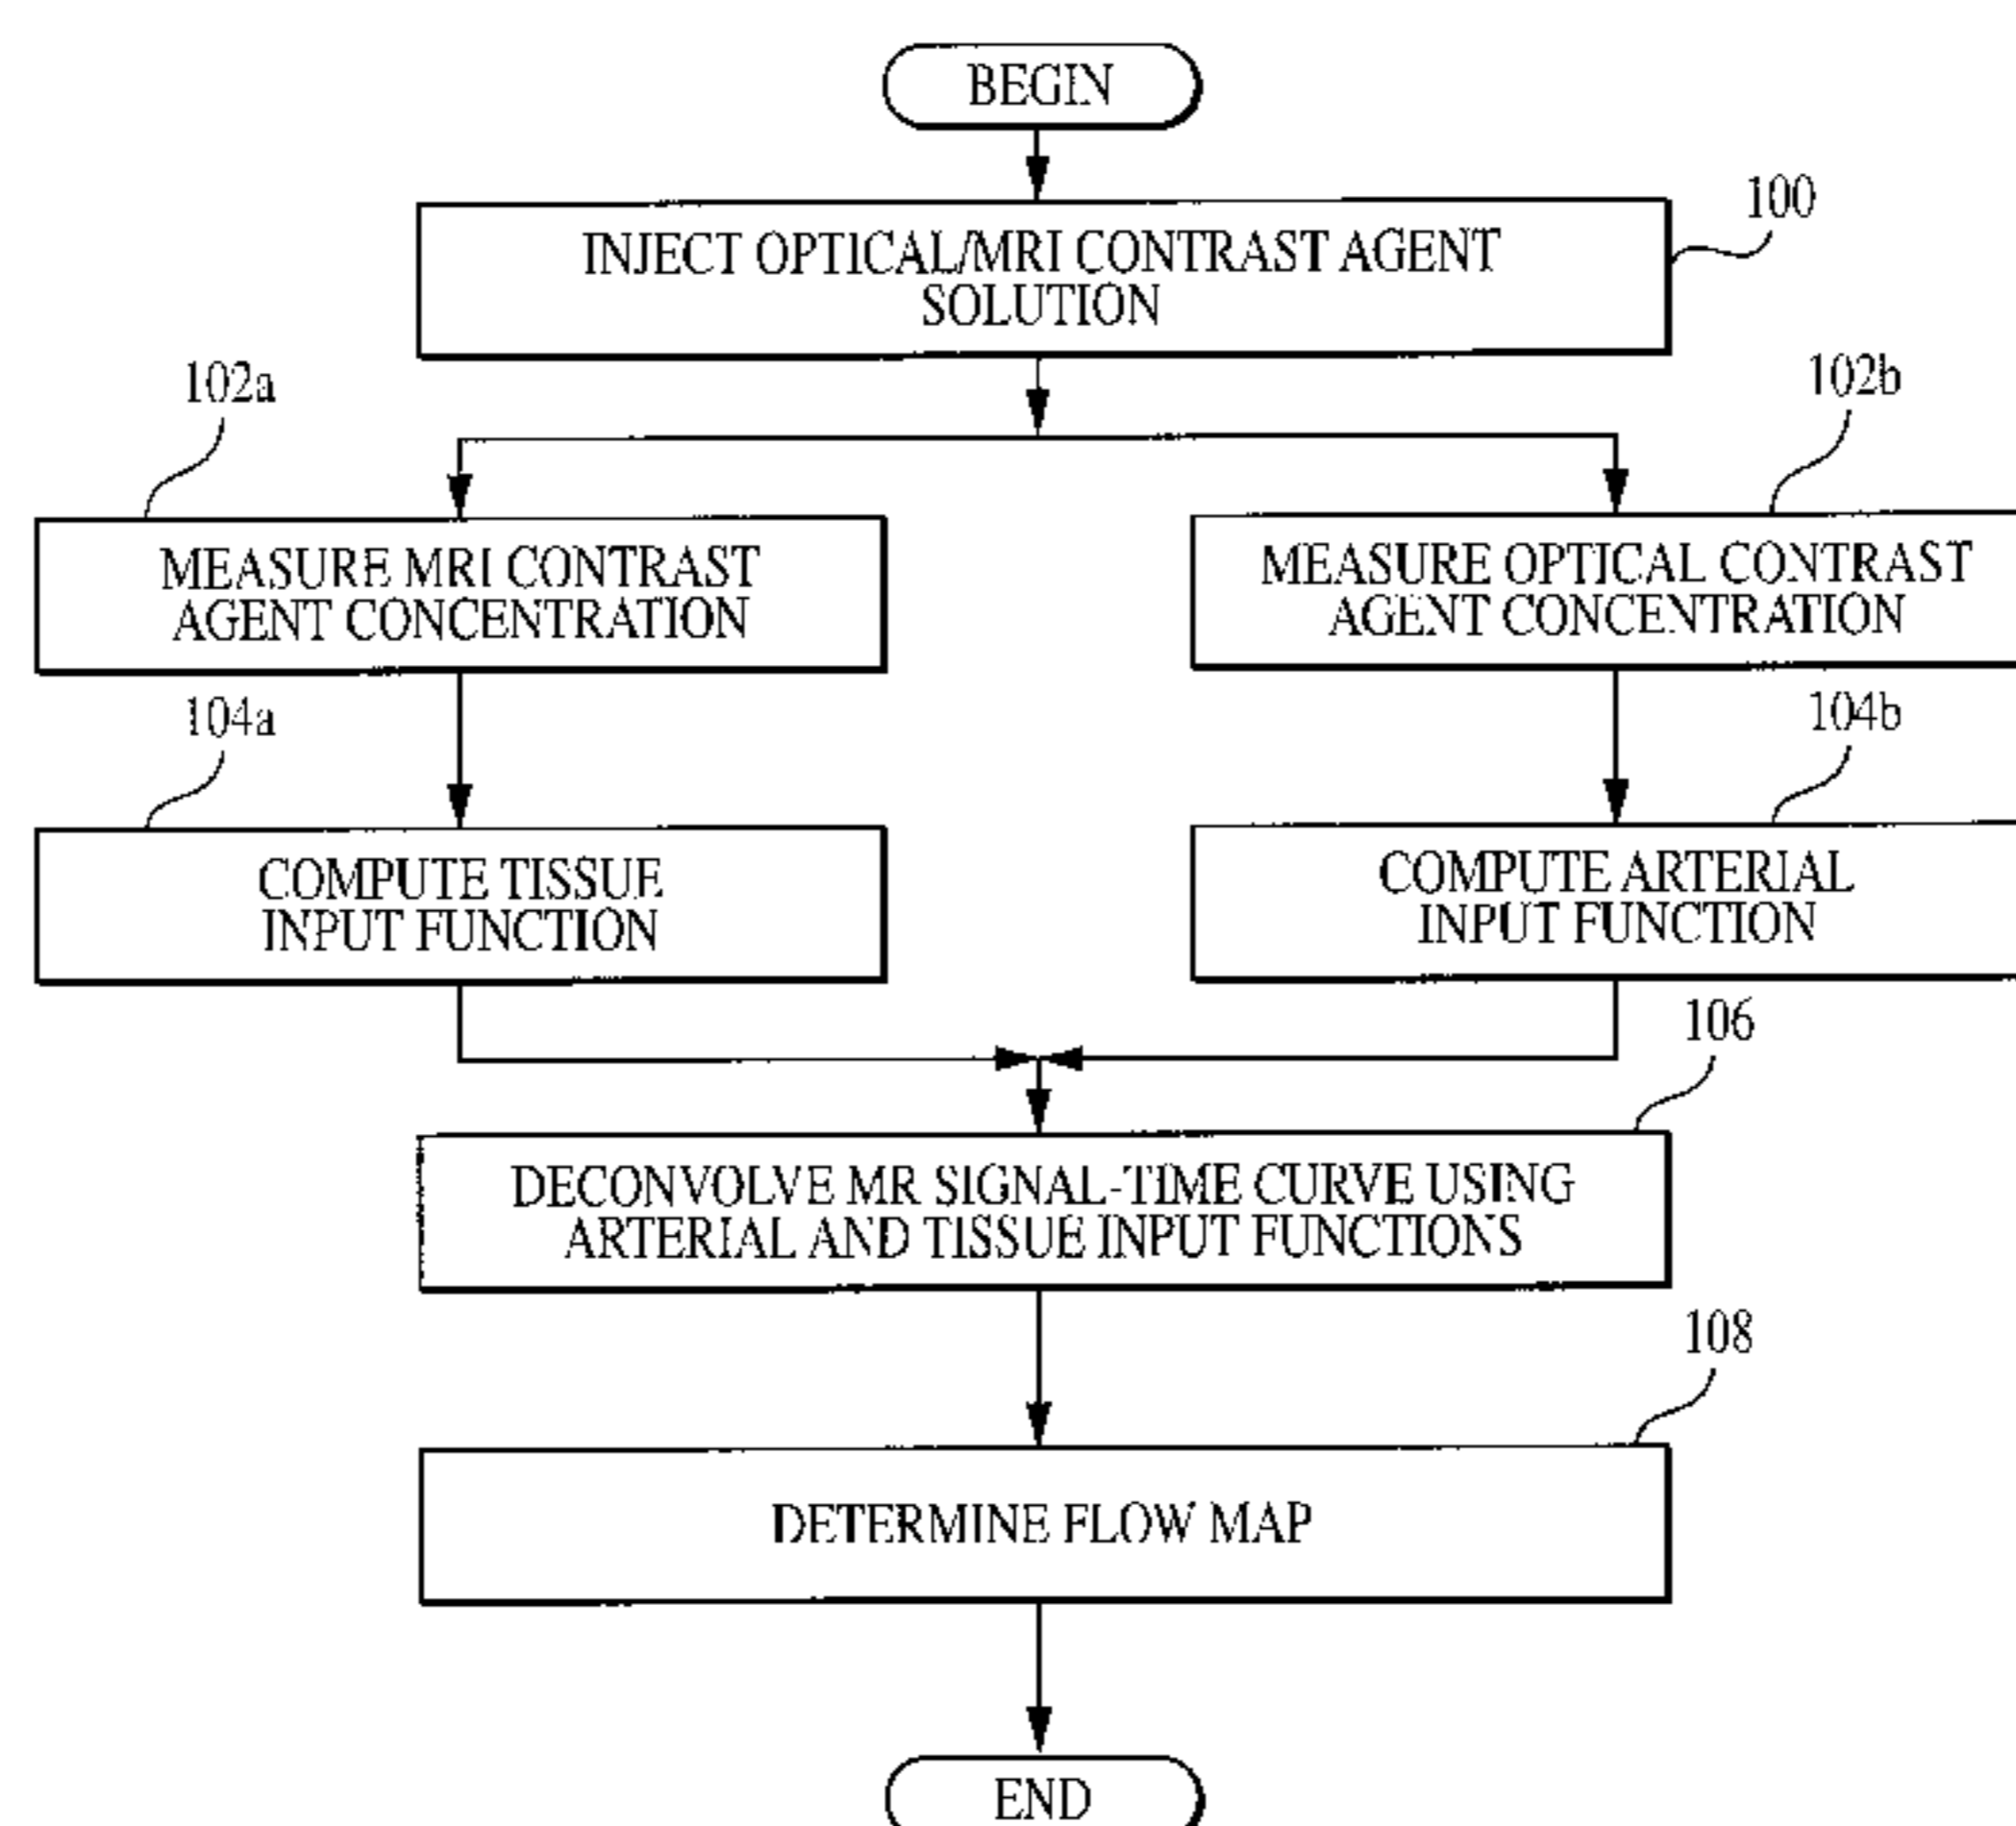 BEGIN
100
INJECT OPTICAL/MRI CONTRAST AGENT
SOLUTION
102a
102b
MEASURE MRI CONTRAST
AGENT CONCENTRATION
MEASURE OPTICAL CONTRAST
AGENT CONCENTRATION
104a
104b
COMPUTE TISSUE
INPUT FUNCTION
COMPUTE ARTERIAL
INPUT FUNCTION
106
DECONVOLVE MR SIGNAL-TIME CURVE USING
ARTERIAL AND TISSUE INPUT FUNCTIONS
108
DETERMINE FLOW MAP
END